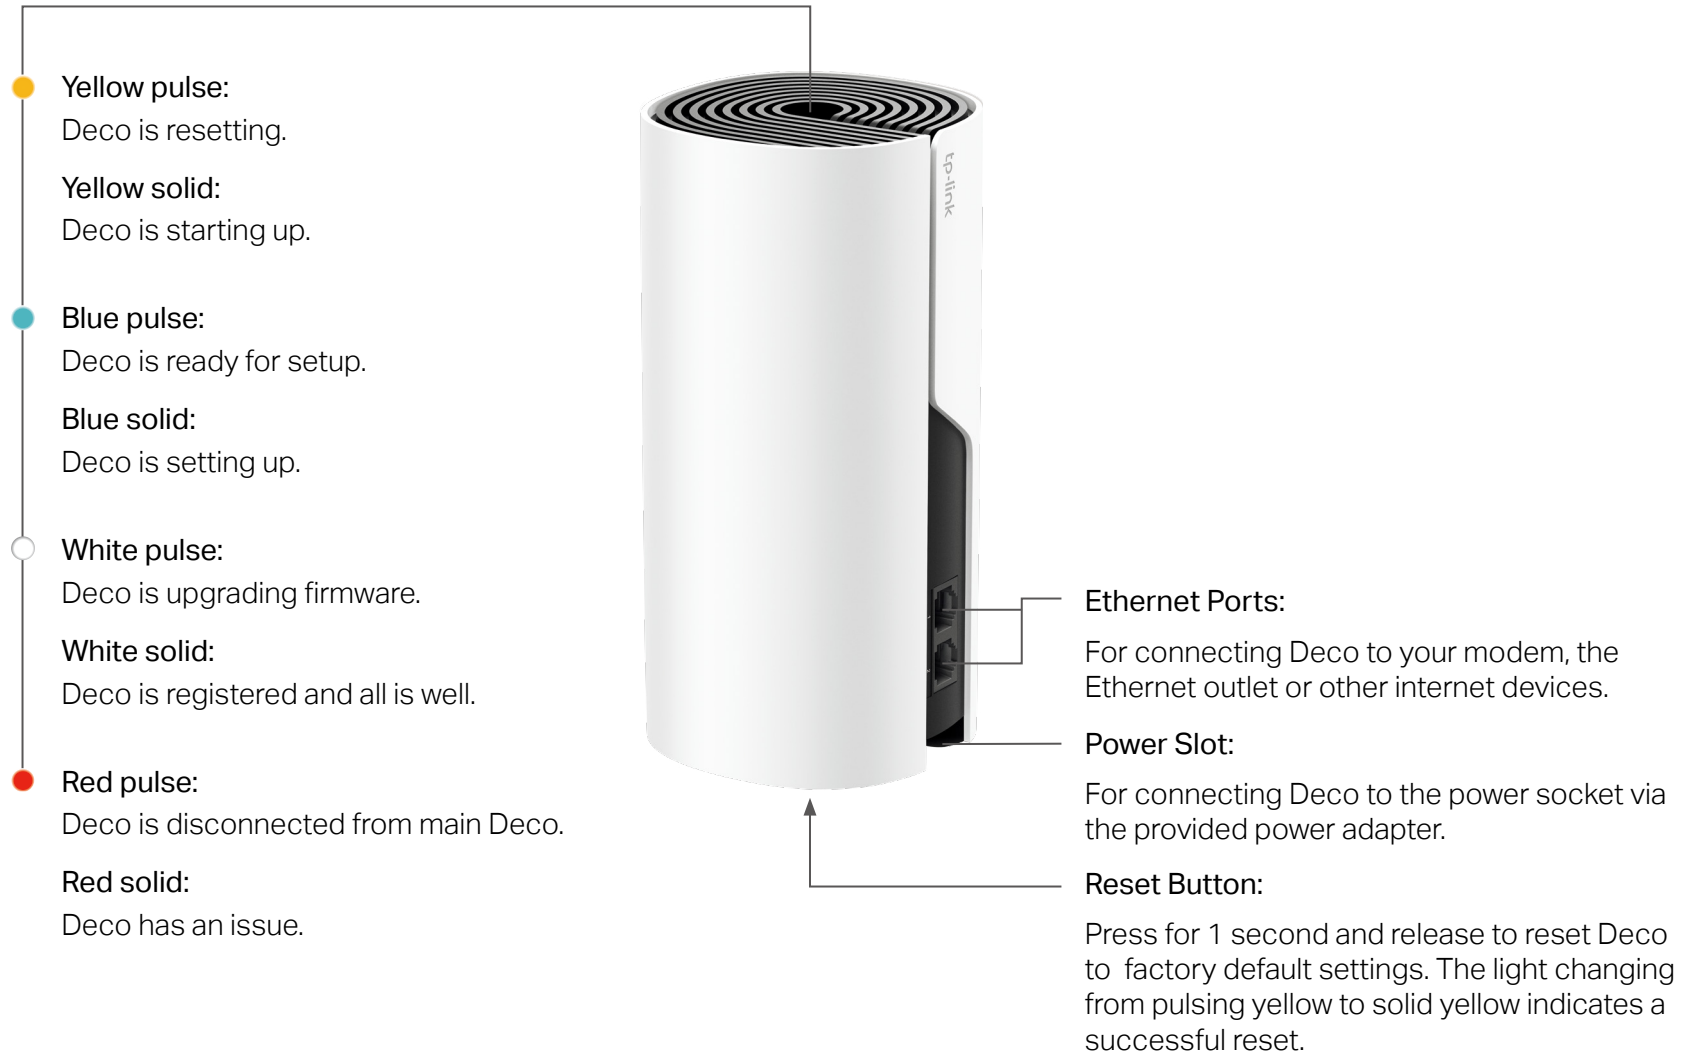 Yellow pulse:
Deco is resetting.
Yellow solid:
Deco is starting up.
Blue pulse:
Deco is ready for setup.
Blue solid:
Deco is setting up.
White pulse:
Deco is upgrading firmware.
White solid:
Deco is registered and all is well.
Red pulse:
Deco is disconnected from main Deco.
Red solid:
Deco has an issue.
tp-link
Ethernet Ports:
For connecting Deco to your modem, the
Ethernet outlet or other internet devices.
Power Slot:
For connecting Deco to the power socket via
the provided power adapter.
Reset Button:
Press for 1 second and release to reset Deco
to  factory default settings. The light changing
from pulsing yellow to solid yellow indicates a
successful reset.